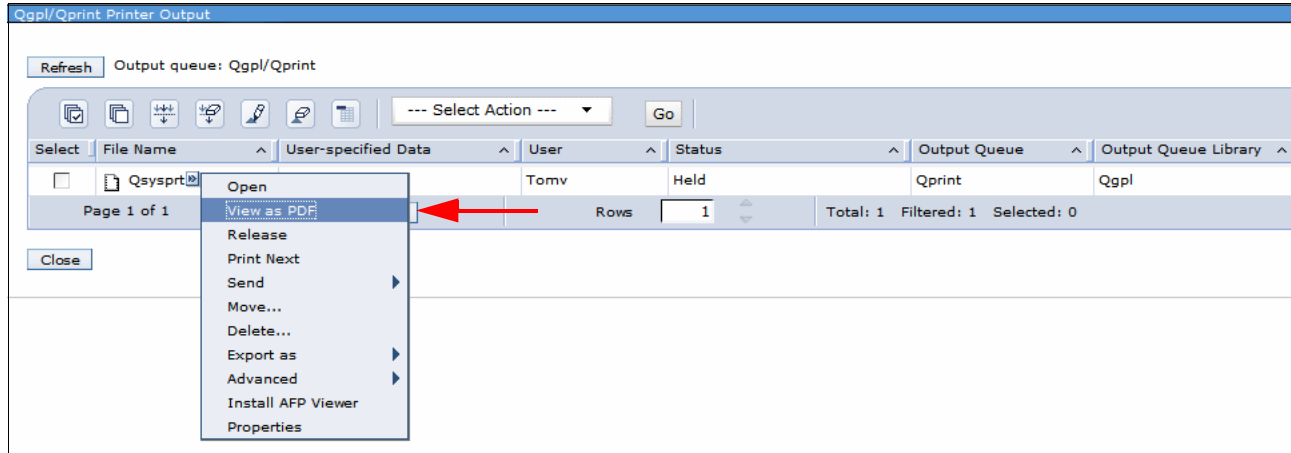 Qgpl/Qprint Printer Output
Refresh Output queue: Qgpl/Qprint
--- Select Action --- Go
Select File Name User-specified Data User Status Output Queue Output Queue Library
Qsysprt Tomv Held Qprint Qgpl
Page 1 of 1 Rows 1 Total: 1 Filtered: 1 Selected: 0
Close
Open
View as PDF
Release
Print Next
Send
Move...
Delete...
Export as
Advanced
Install AFP Viewer
Properties